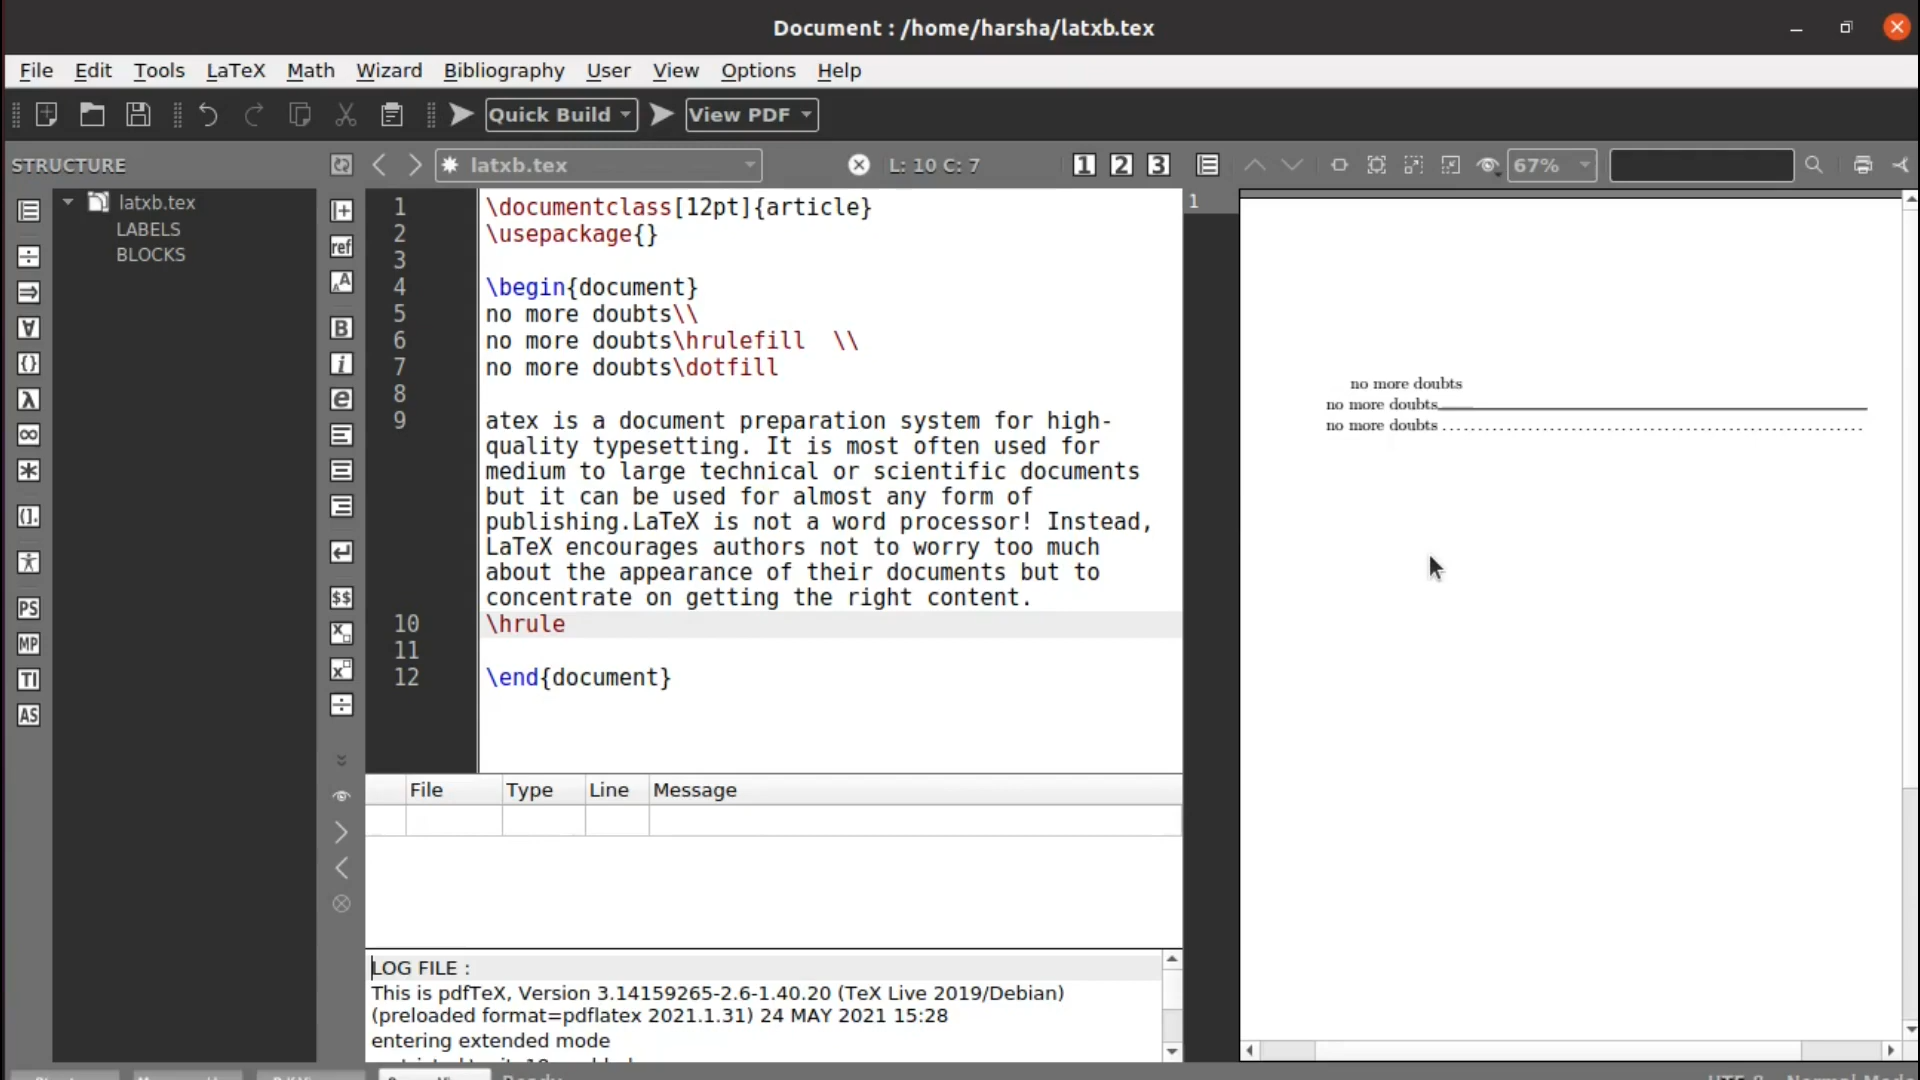 Document : /home/harsha/latxb.tex
File Edit Tools LaTeX Math Wizard Bibliography User View Options Help
Quick Build View PDF
STRUCTURE
latxb.tex
L: 10 C: 7
1 2 3
67%
latxb.tex
LABELS
BLOCKS
ref
A
B
i
e
$$
PS
MP
TI
AS
1 \documentclass[12pt]{article}
2 \usepackage{}
3
4 \begin{document}
5 no more doubts\\
6 no more doubts\hrulefill \\
7 no more doubts\dotfill
8
9 atex is a document preparation system for high-
quality typesetting. It is most often used for
medium to large technical or scientific documents
but it can be used for almost any form of
publishing.LaTeX is not a word processor! Instead,
LaTeX encourages authors not to worry too much
about the appearance of their documents but to
concentrate on getting the right content.
10 \hrule
11
12 \end{document}
File Type Line Message
LOG FILE :
This is pdfTeX, Version 3.14159265-2.6-1.40.20 (TeX Live 2019/Debian)
(preloaded format=pdflatex 2021.1.31) 24 MAY 2021 15:28
entering extended mode
1
no more doubts
no more doubts
no more doubts